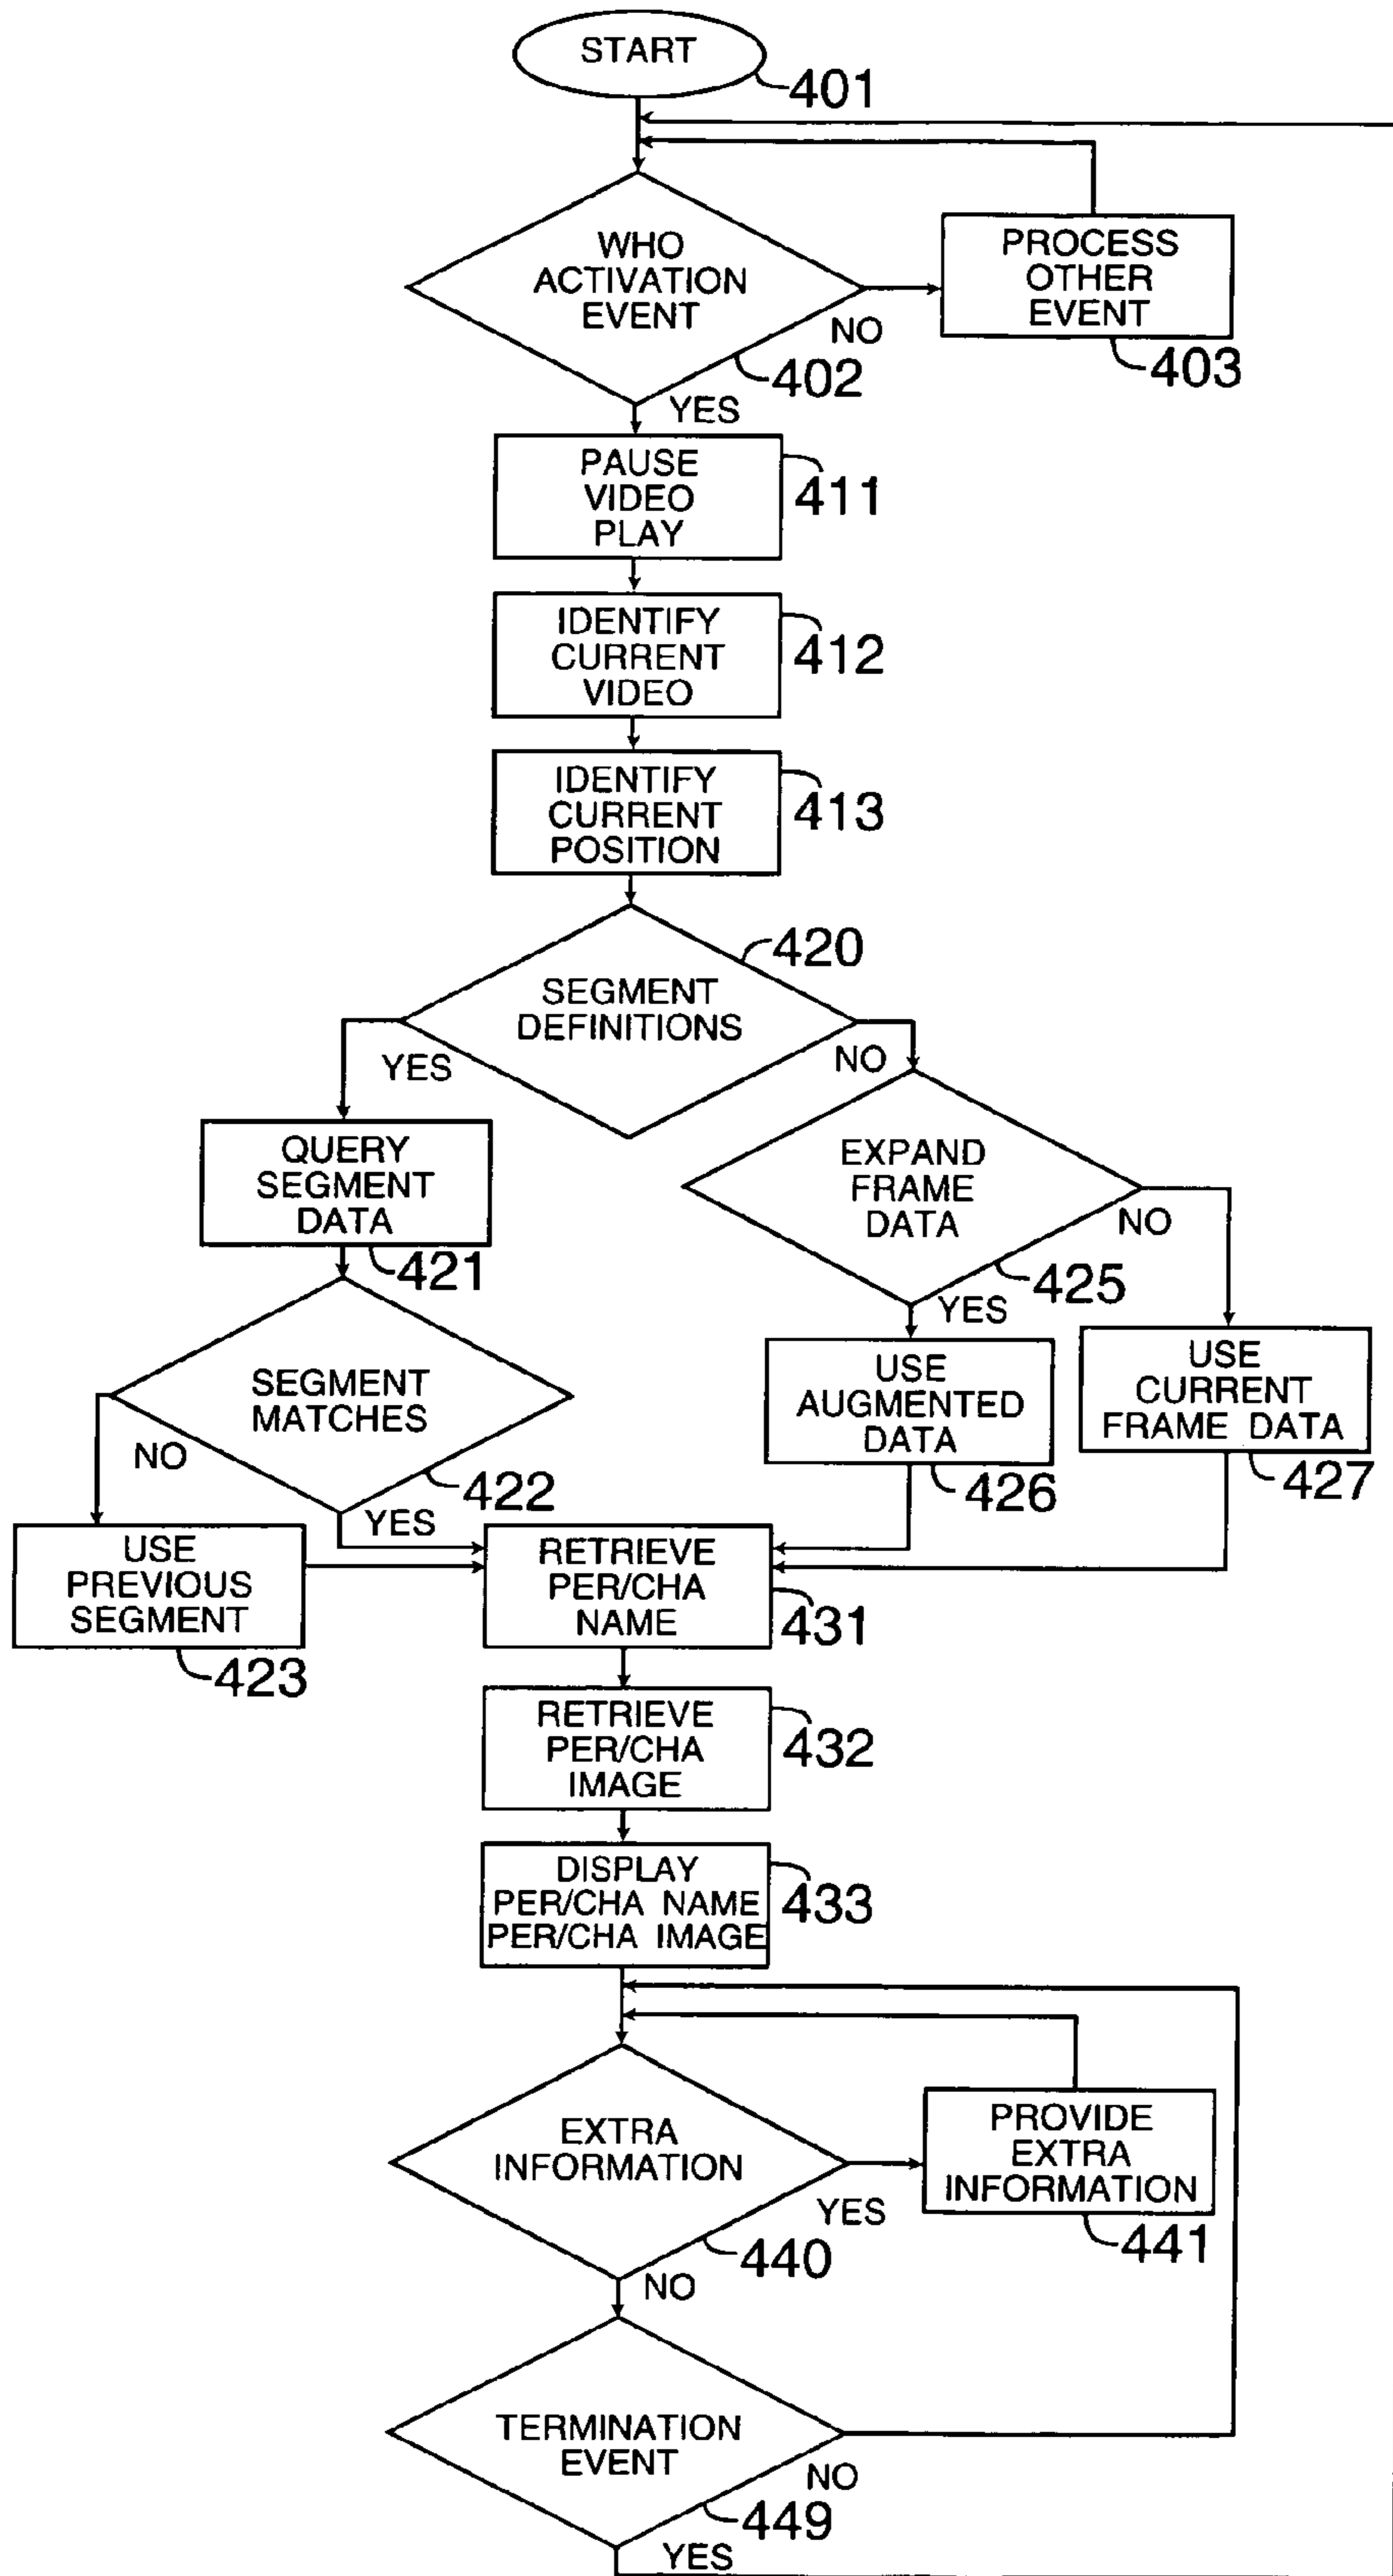 START
401
WHO
ACTIVATION
EVENT
NO
402
YES
PROCESS
OTHER
EVENT
403
PAUSE
VIDEO
PLAY
411
IDENTIFY
CURRENT
VIDEO
412
IDENTIFY
CURRENT
POSITION
413
420
SEGMENT
DEFINITIONS
YES
NO
QUERY
SEGMENT
DATA
421
EXPAND
FRAME
DATA
NO
425
YES
SEGMENT
MATCHES
NO
422
YES
USE
AUGMENTED
DATA
426
USE
CURRENT
FRAME DATA
427
USE
PREVIOUS
SEGMENT
423
RETRIEVE
PER/CHA
NAME
431
RETRIEVE
PER/CHA
IMAGE
432
DISPLAY
PER/CHA NAME
PER/CHA IMAGE
433
EXTRA
INFORMATION
YES
440
NO
PROVIDE
EXTRA
INFORMATION
441
TERMINATION
EVENT
NO
449
YES